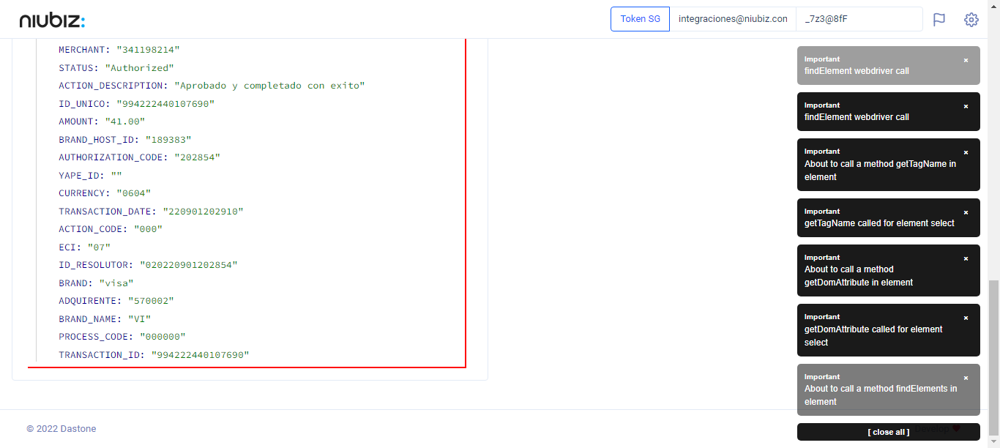 niubiz:
Token SG
integraciones@niubiz.con
_7z3@8fF
MERCHANT: "341198214"
STATUS: "Authorized"
ACTION_DESCRIPTION: "Aprobado y completado con exito"
ID_UNICO: "994222440107690"
AMOUNT: "41.00"
BRAND_HOST_ID: "189383"
AUTHORIZATION_CODE: "202854"
YAPE_ID: ""
CURRENCY: "0604"
TRANSACTION_DATE: "220901202910"
ACTION_CODE: "000"
ECI: "07"
ID_RESOLUTOR: "020220901202854"
BRAND: "visa"
ADQUIRENTE: "570002"
BRAND_NAME: "VI"
PROCESS_CODE: "000000"
TRANSACTION_ID: "994222440107690"
© 2022 Dastone
Important
findElement webdriver call
Important
findElement webdriver call
Important
About to call a method getTagName in
element
Important
getTagName called for element select
Important
About to call a method
getDomAttribute in element
Important
getDomAttribute called for element
select
Important
About to call a method findElements in
element
[ close all ]